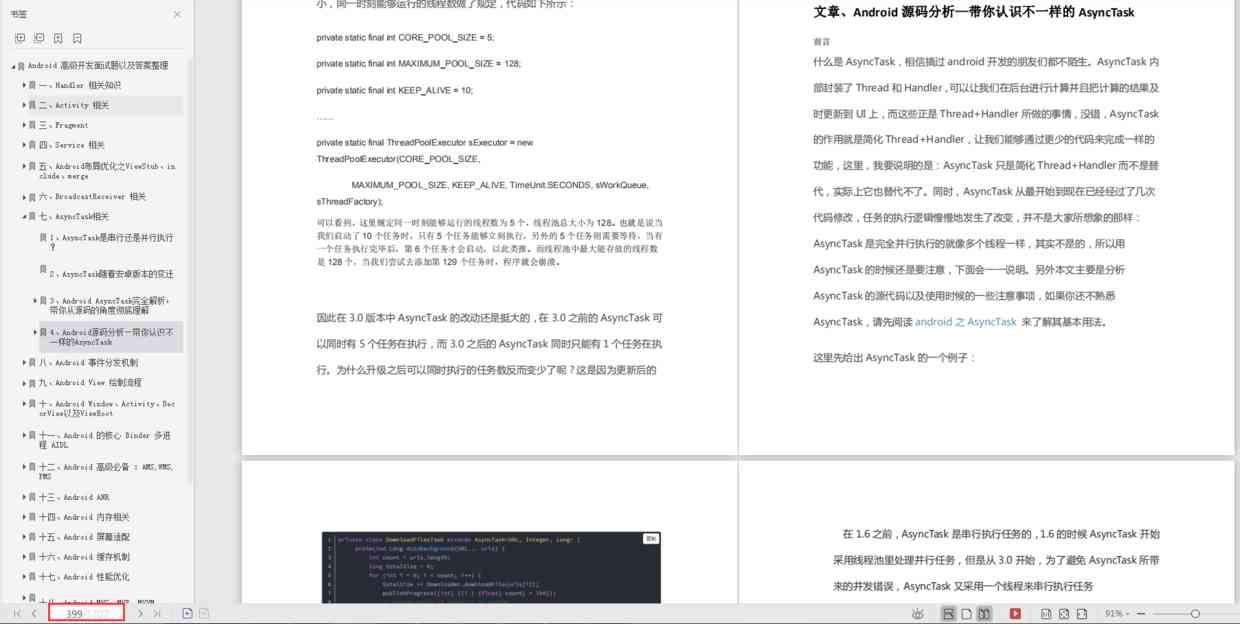 书签
Android 高级开发面试题以及答案整理
一、Handler 相关知识
二、Activity 相关
三、Fragment
四、Service 相关
五、Android布局优化之ViewStub、in
clude、merge
六、BroadcastReceiver 相关
七、AsyncTask相关
1、AsyncTask是串行还是并行执行
？
2、AsyncTask随着安卓版本的变迁
3、Android AsyncTask完全解析，
带你从源码的角度彻底理解
4、Android源码分析—带你认识不
一样的AsyncTask
八、Android 事件分发机制
九、Android View 绘制流程
十、Android Window、Activity、Dec
orView以及ViewRoot
十一、Android 的核心 Binder 多进
程 AIDL
十二、Android 高级必备 ：AMS,WMS,
PMS
十三、Android ANR
十四、Android 内存相关
十五、Android 屏幕适配
十六、Android 缓存机制
十七、Android 性能优化
399
小，同一时刻能够运行的线程数做了规定，代码如下所示：
private static final int CORE_POOL_SIZE = 5;
private static final int MAXIMUM_POOL_SIZE = 128;
private static final int KEEP_ALIVE = 10;
……
private static final ThreadPoolExecutor sExecutor = new
ThreadPoolExecutor(CORE_POOL_SIZE,
MAXIMUM_POOL_SIZE, KEEP_ALIVE, TimeUnit.SECONDS, sWorkQueue,
sThreadFactory);
可以看到，这里规定同一时刻能够运行的线程数为 5 个，线程池总大小为 128。也就是说当
我们启动了 10 个任务时，只有 5 个任务能够立刻执行，另外的 5 个任务则需要等待，当有
一个任务执行完毕后，第 6 个任务才会启动，以此类推。而线程池中最大能存放的线程数
是 128 个，当我们尝试去添加第 129 个任务时，程序就会崩溃。
因此在 3.0 版本中 AsyncTask 的改动还是挺大的，在 3.0 之前的 AsyncTask 可
以同时有 5 个任务在执行，而 3.0 之后的 AsyncTask 同时只能有 1 个任务在执
行。为什么升级之后可以同时执行的任务数反而变少了呢？这是因为更新后的
文章、Android 源码分析—带你认识不一样的 AsyncTask
前言
什么是 AsyncTask，相信搞过 android 开发的朋友们都不陌生。AsyncTask 内
部封装了 Thread 和 Handler，可以让我们在后台进行计算并且把计算的结果及
时更新到 UI 上，而这些正是 Thread+Handler 所做的事情，没错，AsyncTask
的作用就是简化 Thread+Handler，让我们能够通过更少的代码来完成一样的
功能，这里，我要说明的是：AsyncTask 只是简化 Thread+Handler 而不是替
代，实际上它也替代不了。同时，AsyncTask 从最开始到现在已经经过了几次
代码修改，任务的执行逻辑慢慢地发生了改变，并不是大家所想象的那样：
AsyncTask 是完全并行执行的就像多个线程一样，其实不是的，所以用
AsyncTask 的时候还是要注意，下面会一一说明。另外本文主要是分析
AsyncTask 的源代码以及使用时候的一些注意事项，如果你还不熟悉
AsyncTask，请先阅读 android 之 AsyncTask 来了解其基本用法。
这里先给出 AsyncTask 的一个例子：
private class DownloadFilesTask extends AsyncTask<URL, Integer, Long> {
protected Long doInBackground(URL... urls) {
int count = urls.length;
long totalSize = 0;
for (int i = 0; i < count; i++) {
totalSize += Downloader.downloadFile(urls[i]);
publishProgress((int) ((i / (float) count) * 100));
在 1.6 之前，AsyncTask 是串行执行任务的，1.6 的时候 AsyncTask 开始
采用线程池里处理并行任务，但是从 3.0 开始，为了避免 AsyncTask 所带
来的并发错误，AsyncTask 又采用一个线程来串行执行任务
91%